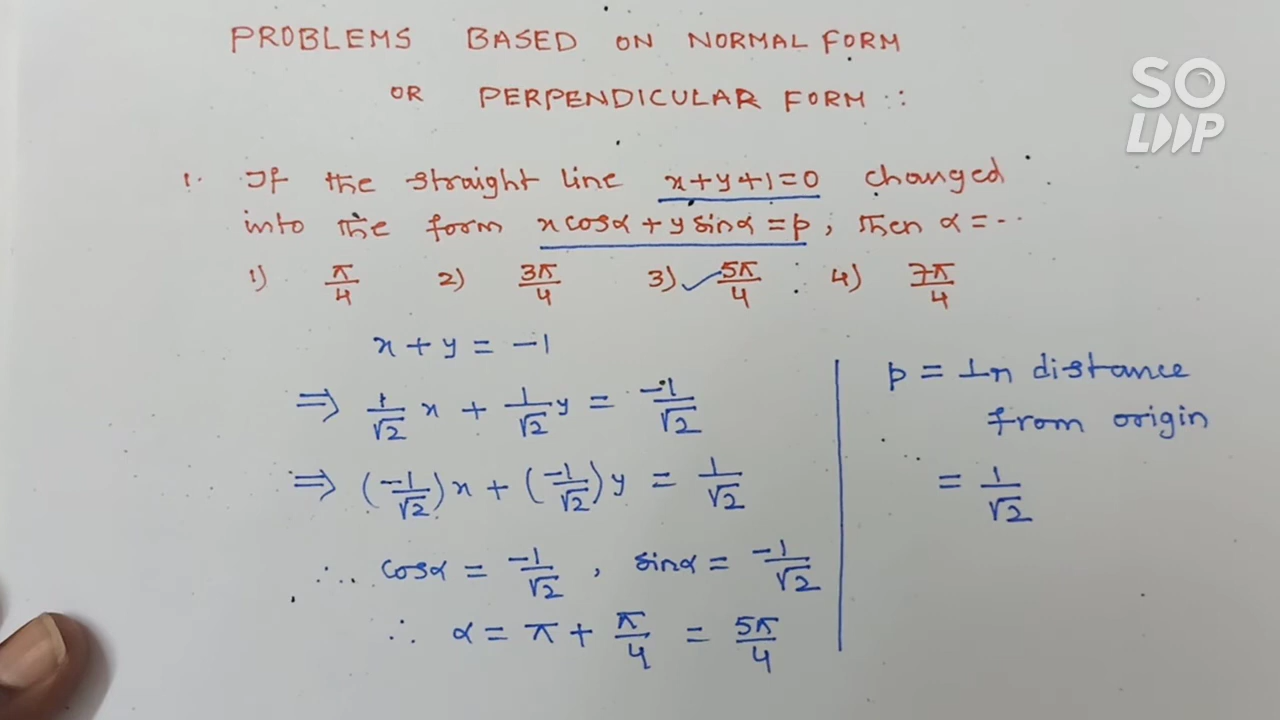 PROBLEMS BASED ON NORMAL FORM
OR PERPENDICULAR FORM ::
SO
LOOP
1. If the straight line x+y+1=0 changed
into the form x cosα + y sinα = p, then α = ...
1) π/4 2) 3π/4 3) ✓ 5π/4 : 4) 7π/4
x + y = -1
⇒ 1/√2 x + 1/√2 y = -1/√2
⇒ (-1/√2)x + (-1/√2)y = 1/√2
∴ cosα = -1/√2, sinα = -1/√2
∴ α = π + π/4 = 5π/4
p = ⊥r distance
from origin
= 1/√2